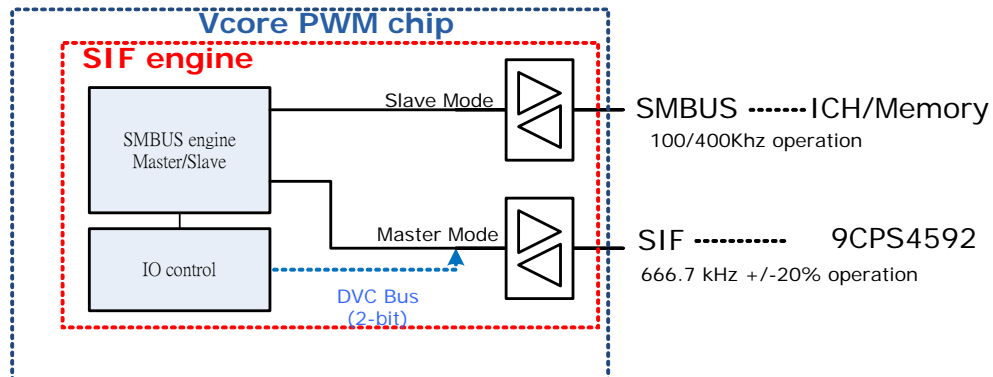 Vcore PWM chip
SIF engine
SMBUS engine
Master/Slave
Slave Mode
SMBUS
ICH/Memory
100/400Khz operation
IO control
Master Mode
SIF
9CPS4592
666.7 kHz +/-20% operation
DVC Bus
(2-bit)